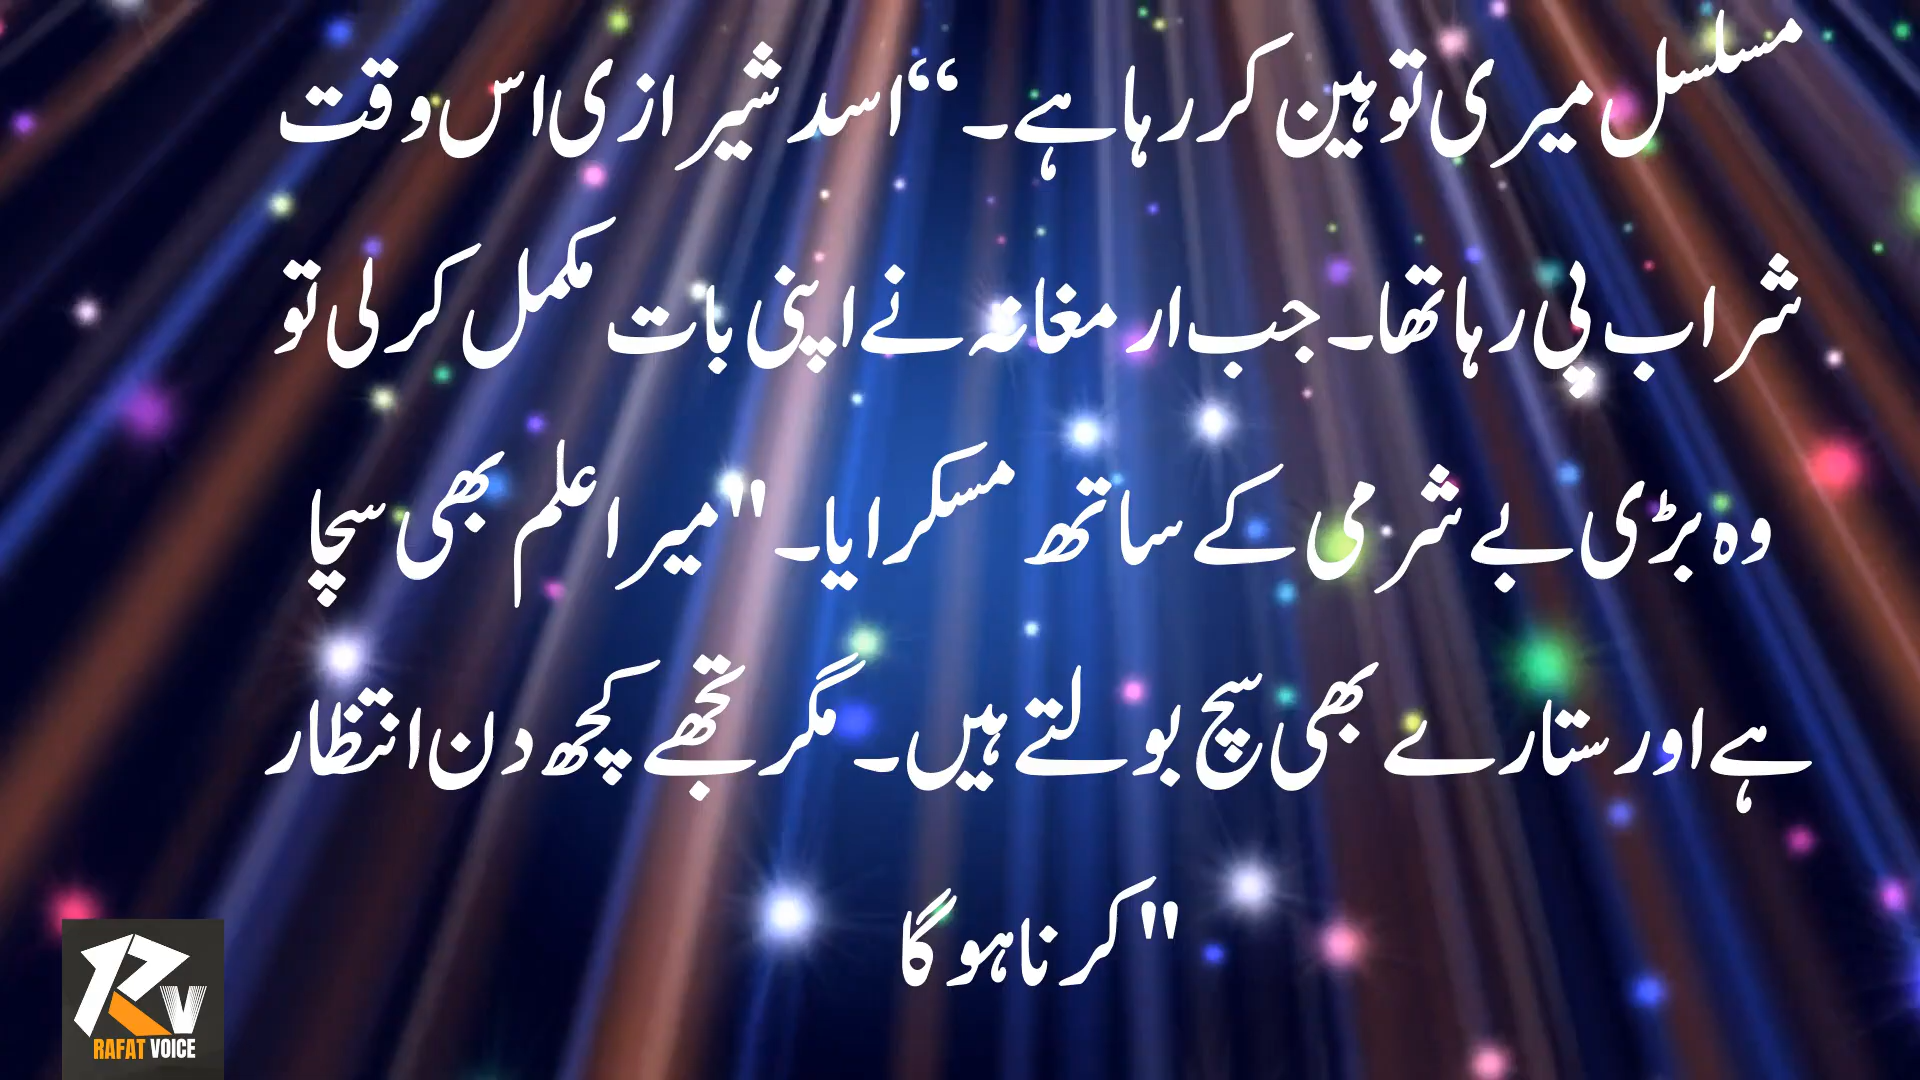 مسلسل میری توہین کر رہا ہے۔“اسد شیرازی اس وقت
شراب پی رہا تھا۔ جب ارمغانہ نے اپنی بات مکمل کر لی تو
وہ بڑی بے شرمی کے ساتھ مسکرایا۔ "میرا علم بھی سچا
ہے اور ستارے بھی سچ بولتے ہیں۔ مگر تجھے کچھ دن انتظار
"کرنا ہو گا
RV
RAFAT VOICE